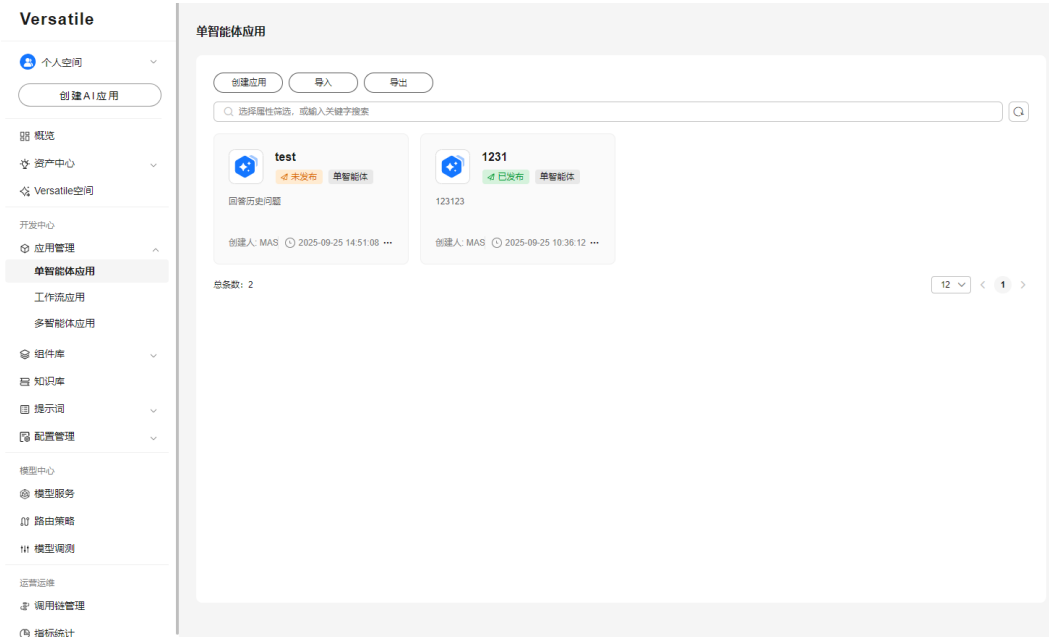 Versatile
个人空间
创建AI应用
概览
资产中心
Versatile空间
开发中心
应用管理
单智能体应用
工作流应用
多智能体应用
组件库
知识库
提示词
配置管理
模型中心
模型服务
路由策略
模型调测
运营运维
调用链管理
指标统计
单智能体应用
创建应用 导入 导出
选择属性筛选，或输入关键字搜索
test
未发布 单智能体
回答历史问题
创建人: MAS 2025-09-25 14:51:08 ···
1231
已发布 单智能体
123123
创建人: MAS 2025-09-25 10:36:12 ···
总条数：2
12 < 1 >